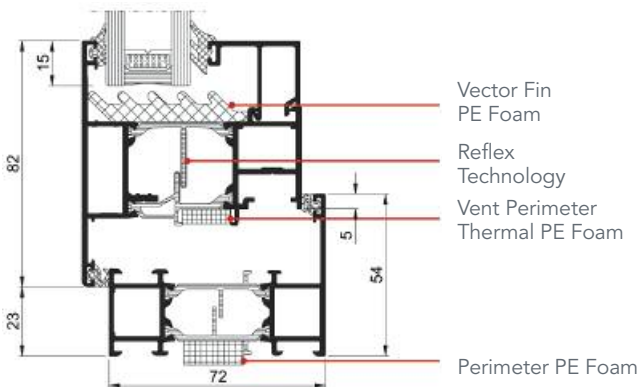 15
82
Vector Fin
PE Foam
Reflex
Technology
Vent Perimeter
Thermal PE Foam
5
54
23
72
Perimeter PE Foam